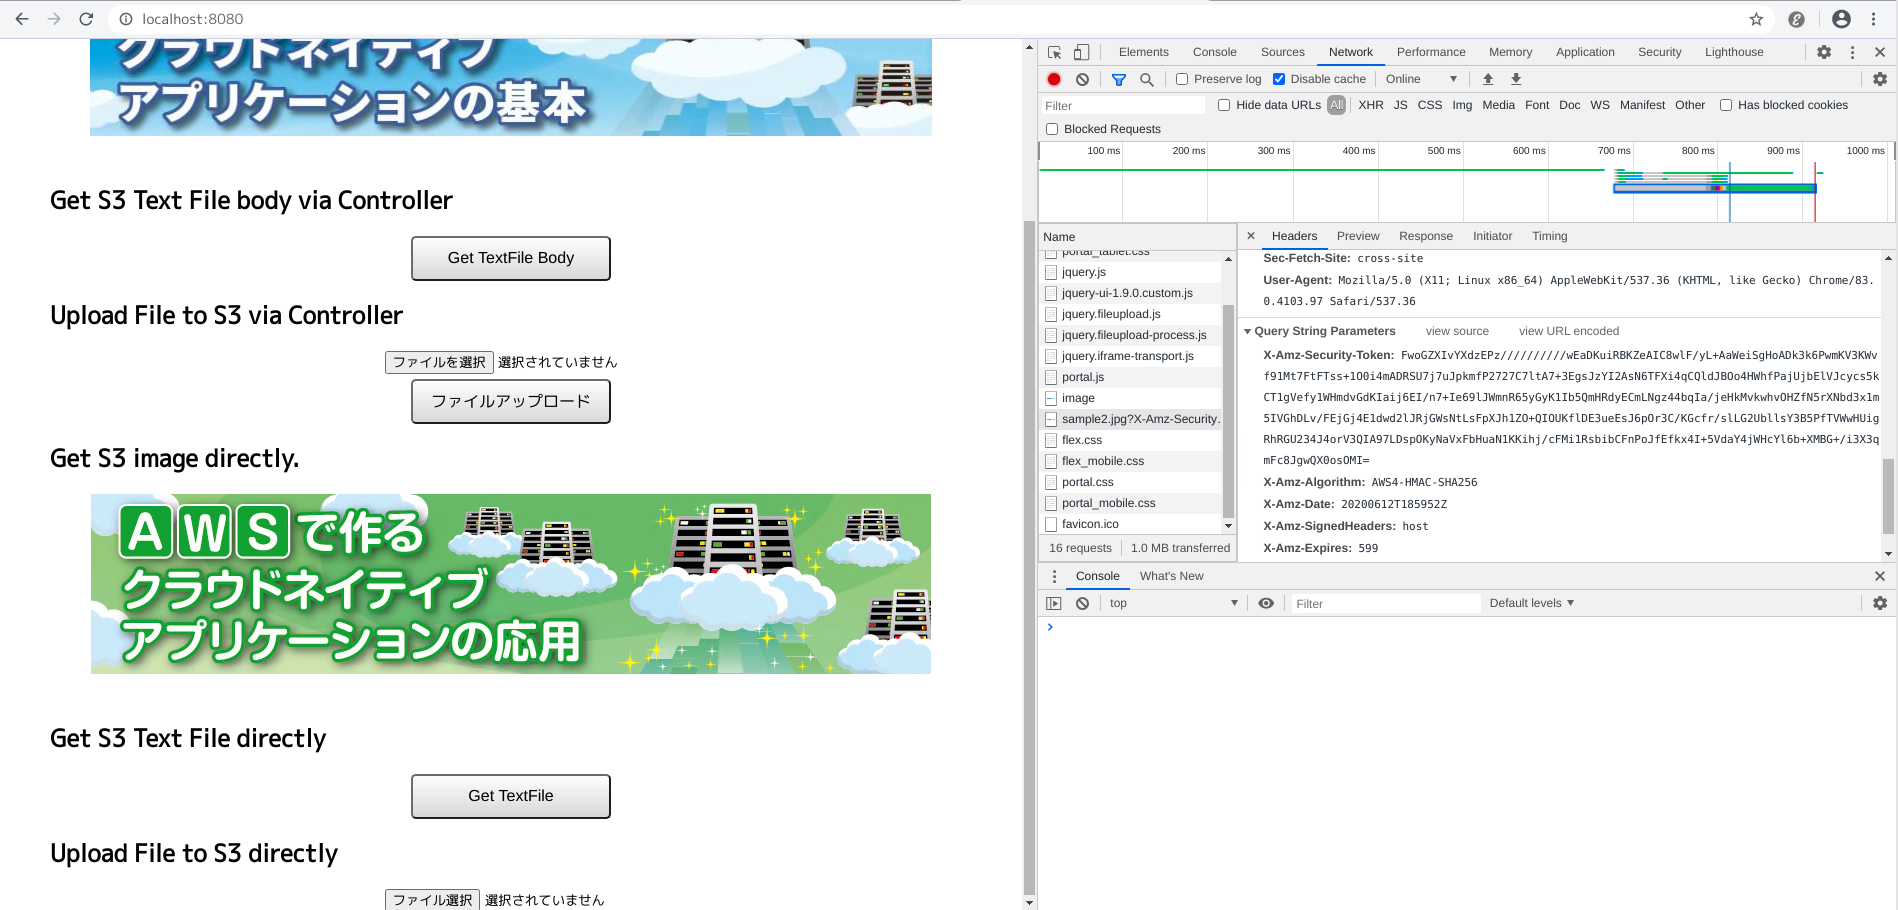 localhost:8080
クラウドネイティブ
アプリケーションの基本
Get S3 Text File body via Controller
Get TextFile Body
Upload File to S3 via Controller
ファイルを選択 選択されていません
ファイルアップロード
Get S3 image directly.
AWSで作る
クラウドネイティブ
アプリケーションの応用
Get S3 Text File directly
Get TextFile
Upload File to S3 directly
ファイル選択 選択されていません
Elements Console Sources Network Performance Memory Application Security Lighthouse
Preserve log Disable cache Online
Filter Hide data URLs All XHR JS CSS Img Media Font Doc WS Manifest Other Has blocked cookies
Blocked Requests
100 ms 200 ms 300 ms 400 ms 500 ms 600 ms 700 ms 800 ms 900 ms 1000 ms
Name
portal_tablet.css
jquery.js
jquery-ui-1.9.0.custom.js
jquery.fileupload.js
jquery.fileupload-process.js
jquery.iframe-transport.js
portal.js
image
sample2.jpg?X-Amz-Security.
flex.css
flex_mobile.css
portal.css
portal_mobile.css
favicon.ico
16 requests 1.0 MB transferred
Headers Preview Response Initiator Timing
Sec-Fetch-Site: cross-site
User-Agent: Mozilla/5.0 (X11; Linux x86_64) AppleWebKit/537.36 (KHTML, like Gecko) Chrome/83.
0.4103.97 Safari/537.36
Query String Parameters view source view URL encoded
X-Amz-Security-Token: FwoGZXIvYXdzEPz//////////wEaDKuiRBKZeAIC8wlF/yL+AaWeiSgHoADk3k6PwmKV3KWv
f91Mt7FtFTss+1O0i4mADRSU7j7uJpkmfP2727C7ltA7+3EgsJzYI2AsN6TFXi4qCQldJBOo4HWhfPajUjbElVJcycs5k
CT1gVefy1WHmdvGdKIaij6EI/n7+Ie69lJWmnR65yGyK1Ib5QmHRdyECmLNgz44bqIa/jeHkMvkwhvOHZfN5rXNbd3x1m
5IVGhDLv/FEjGj4E1dwd2lJRjGWsNtLsFpXJh1ZO+QIOUKflDE3ueEsJ6pOr3C/KGcfr/slLG2UbllsY3B5PfTVWwHUig
RhRGU234J4orV3QIA97LDspOKyNaVxFbHuaN1KKihj/cFMi1RsbibCFnPoJfEfkx4I+5VdaY4jWHcYl6b+XMBG+/i3X3q
mFc8JgwQX0osOMI=
X-Amz-Algorithm: AWS4-HMAC-SHA256
X-Amz-Date: 20200612T185952Z
X-Amz-SignedHeaders: host
X-Amz-Expires: 599
Console What's New
top Filter Default levels